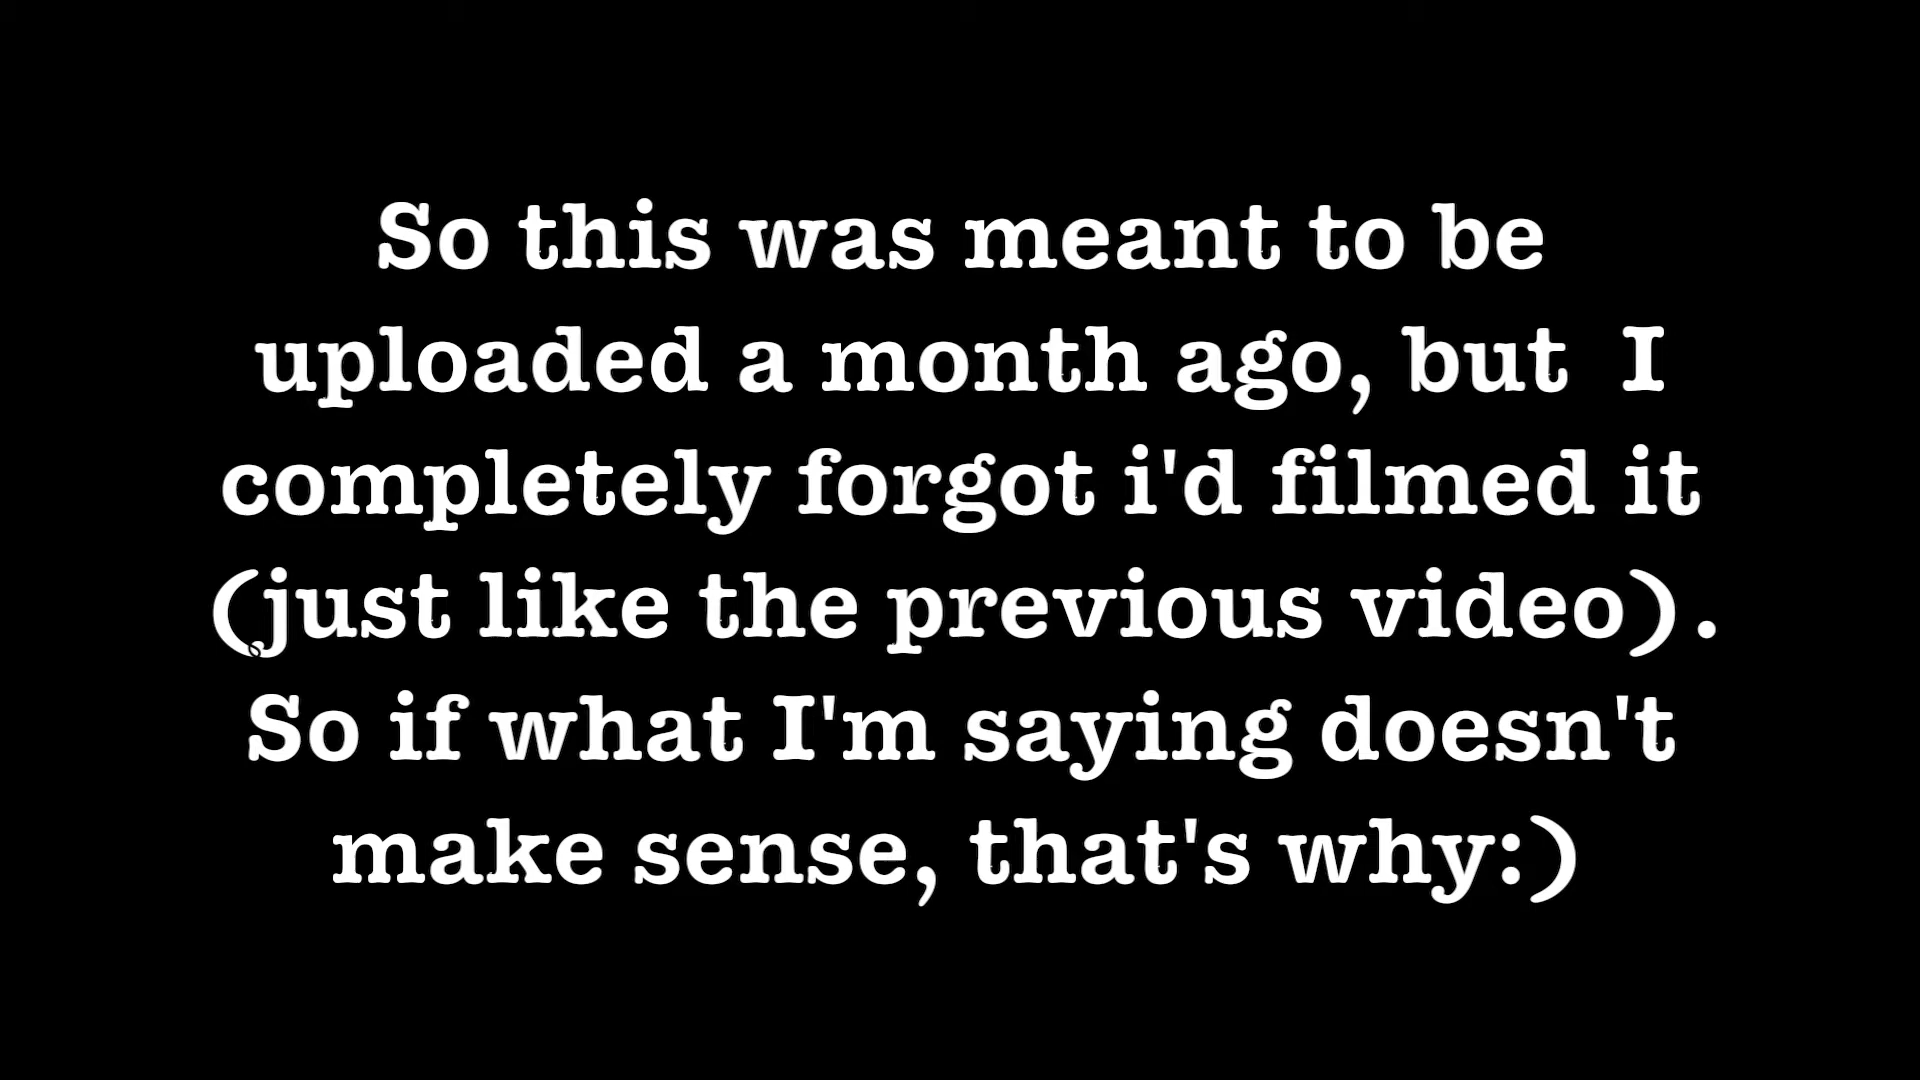 So this was meant to be
uploaded a month ago, but  I
completely forgot i'd filmed it
(just like the previous video).
So if what I'm saying doesn't
make sense, that's why:)